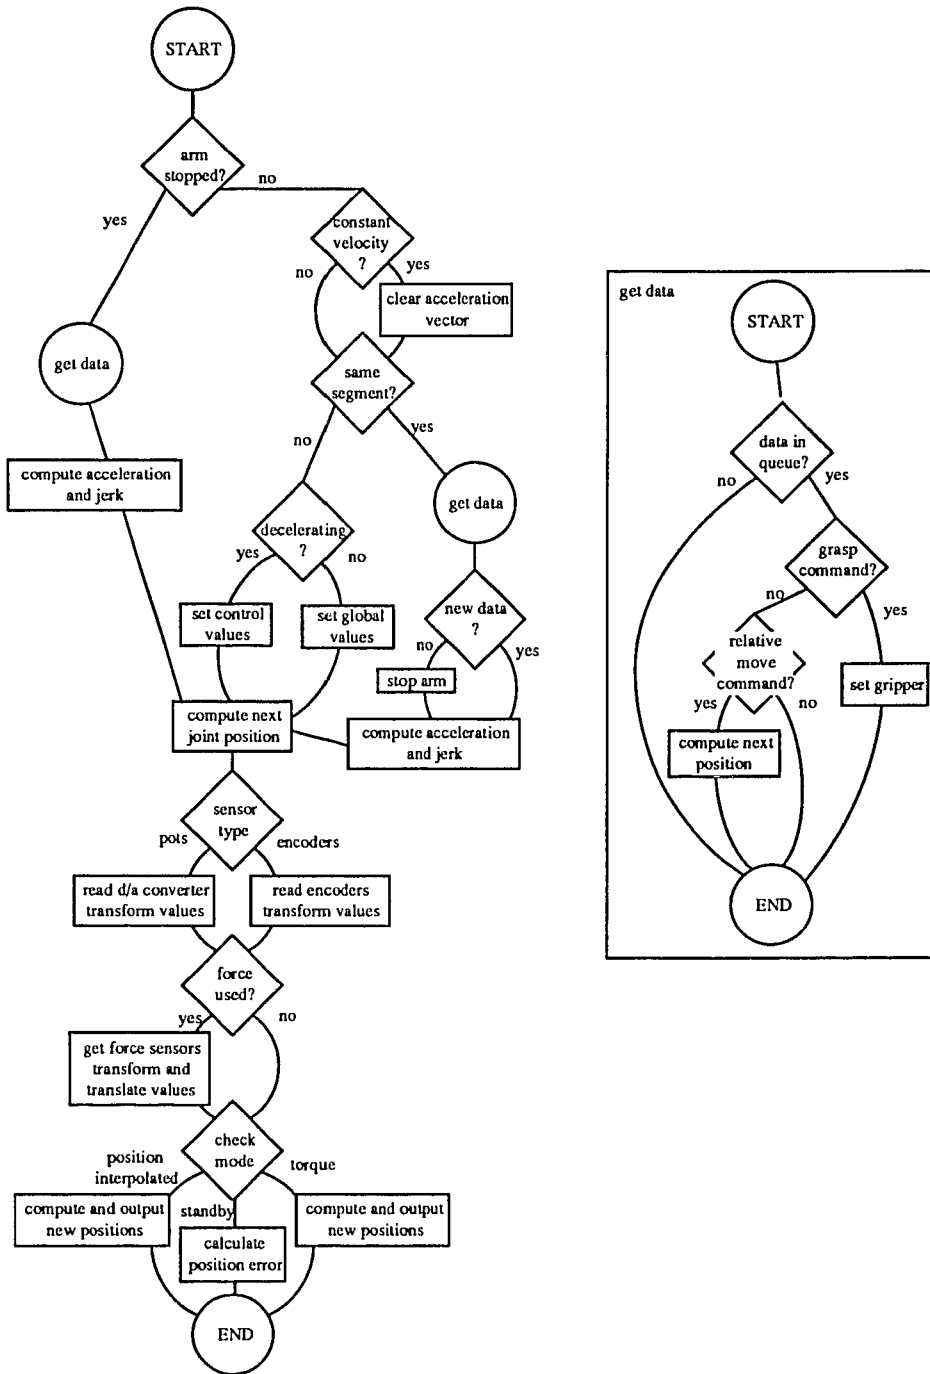 START
arm
stopped?
no
yes
constant
velocity
?
no
yes
clear acceleration
vector
get data
same
segment?
no
yes
compute acceleration
and jerk
get data
decelerating
?
yes
no
new data
?
set control
values
set global
values
no
yes
stop arm
compute next
joint position
compute acceleration
and jerk
sensor
type
pots
encoders
read d/a converter
transform values
read encoders
transform values
force
used?
yes
no
get force sensors
transform and
translate values
check
mode
position
interpolated
torque
standby
compute and output
new positions
calculate
position error
compute and output
new positions
END
get data
START
data in
queue?
no
yes
grasp
command?
no
yes
relative
move
command?
set gripper
yes
no
compute next
position
END